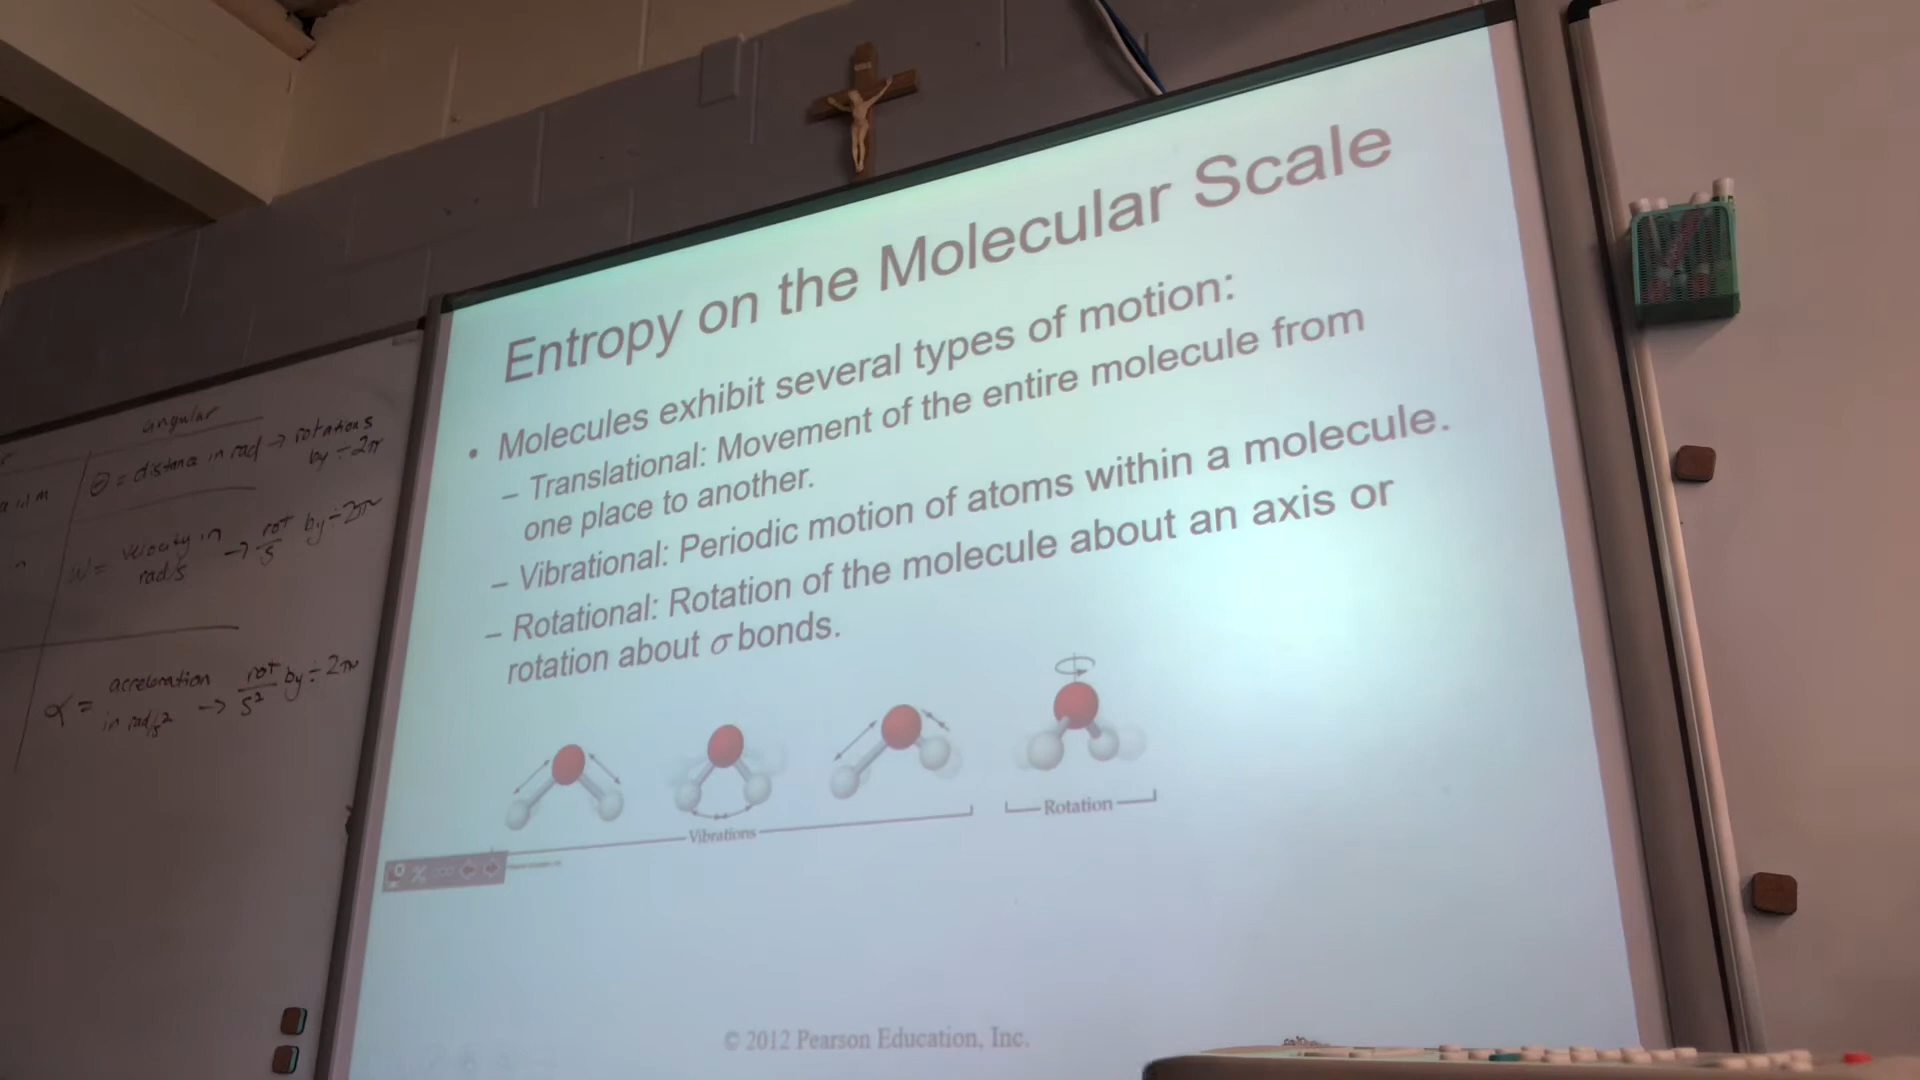 Entropy on the Molecular Scale
• Molecules exhibit several types of motion:
– Translational: Movement of the entire molecule from
one place to another.
– Vibrational: Periodic motion of atoms within a molecule.
– Rotational: Rotation of the molecule about an axis or
rotation about σ bonds.
Vibrations
Rotation
© 2012 Pearson Education, Inc.
angular
θ = distance in rad → rotations
by ÷ 2π
ω = velocity in
rad/s → rot/s by ÷ 2π
α = acceleration
in rad/s² → rot/s² by ÷ 2π